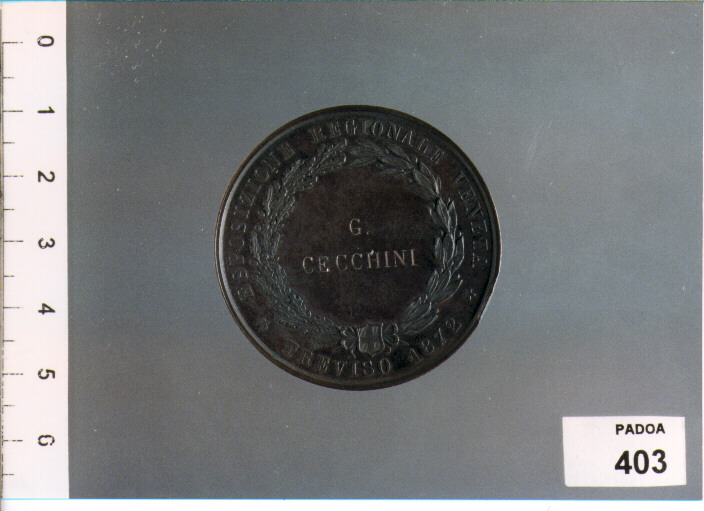 ESPOSIZIONE REGIONALE VENETA
G.
CECCHINI
* TREVISO 1872 *
PADOA
403
0
1
2
3
4
5
6